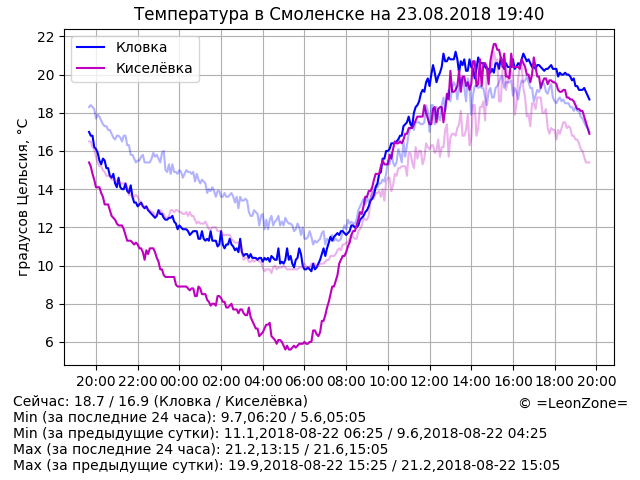 Температура в Смоленске на 23.08.2018 19:40
Кловка
Киселёвка
градусов Цельсия, °C
22
20
18
16
14
12
10
8
6
20:00 22:00 00:00 02:00 04:00 06:00 08:00 10:00 12:00 14:00 16:00 18:00 20:00
Сейчас: 18.7 / 16.9 (Кловка / Киселёвка)
© =LeonZone=
Min (за последние 24 часа): 9.7,06:20 / 5.6,05:05
Min (за предыдущие сутки): 11.1,2018-08-22 06:25 / 9.6,2018-08-22 04:25
Max (за последние 24 часа): 21.2,13:15 / 21.6,15:05
Max (за предыдущие сутки): 19.9,2018-08-22 15:25 / 21.2,2018-08-22 15:05